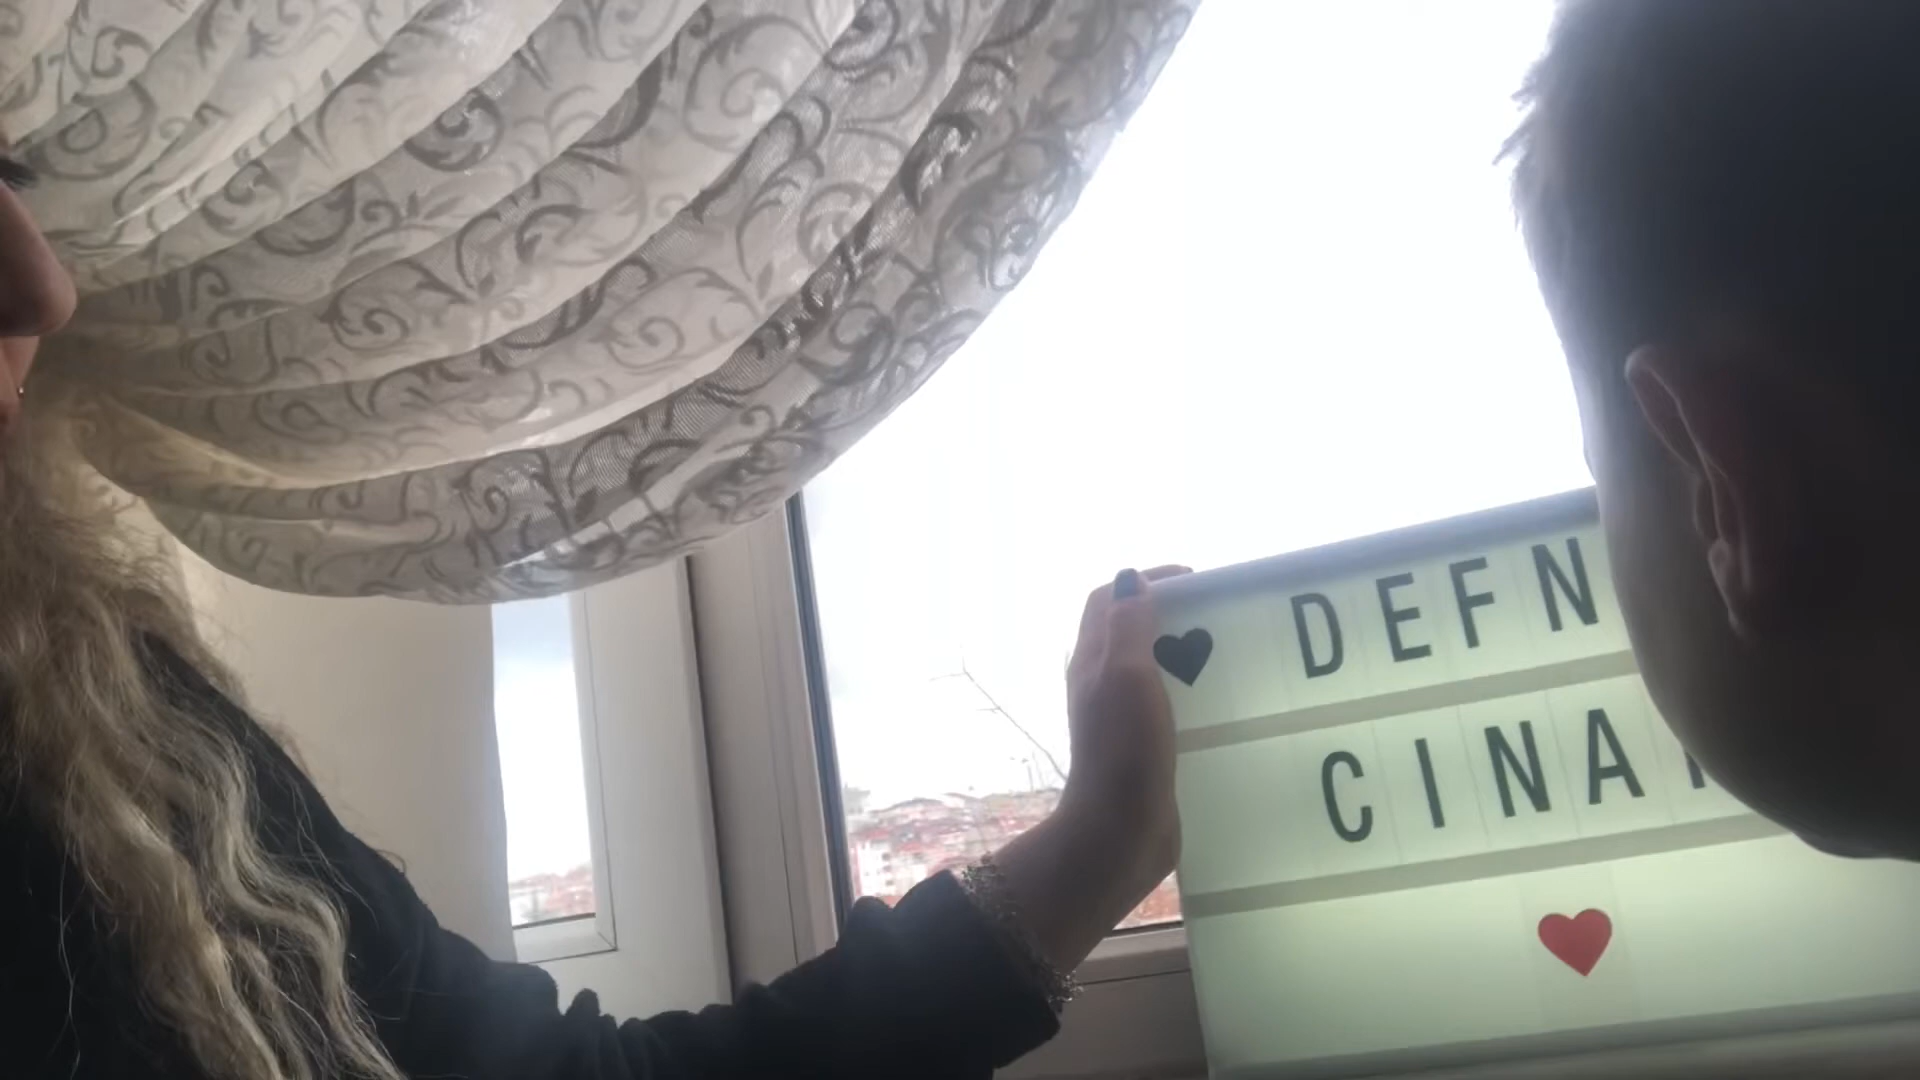 ♥ DEFN
CINA
♥